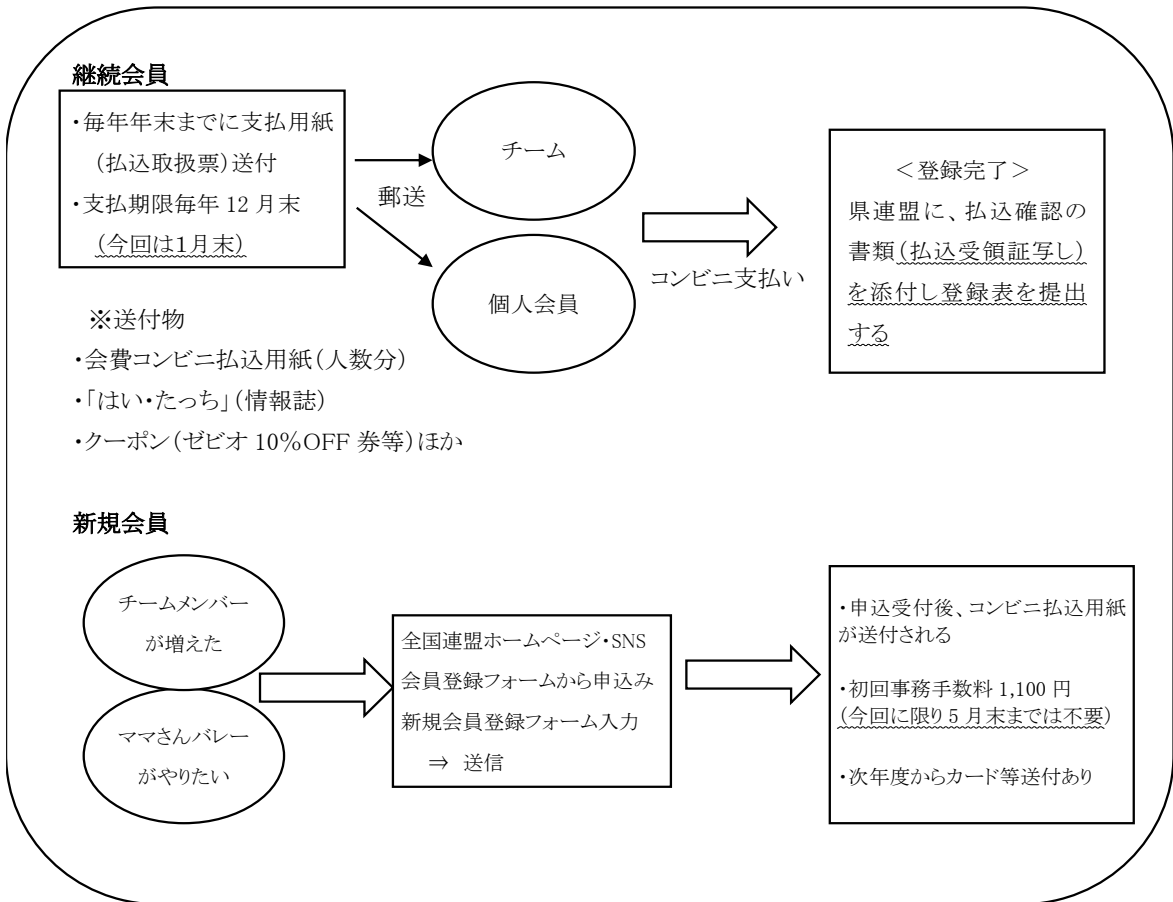 継続会員
・毎年年末までに支払用紙
(払込取扱票)送付
・支払期限毎年 12 月末
(今回は1月末)
郵送
チーム
個人会員
コンビニ支払い
＜登録完了＞
県連盟に、払込確認の
書類(払込受領証写し)
を添付し登録表を提出
する
※送付物
・会費コンビニ払込用紙(人数分)
・「はい・たっち」(情報誌)
・クーポン(ゼビオ 10％OFF 券等)ほか
新規会員
チームメンバー
が増えた
ママさんバレー
がやりたい
全国連盟ホームページ・SNS
会員登録フォームから申込み
新規会員登録フォーム入力
⇒ 送信
・申込受付後、コンビニ払込用紙
が送付される
・初回事務手数料 1,100 円
(今回に限り 5 月末までは不要)
・次年度からカード等送付あり